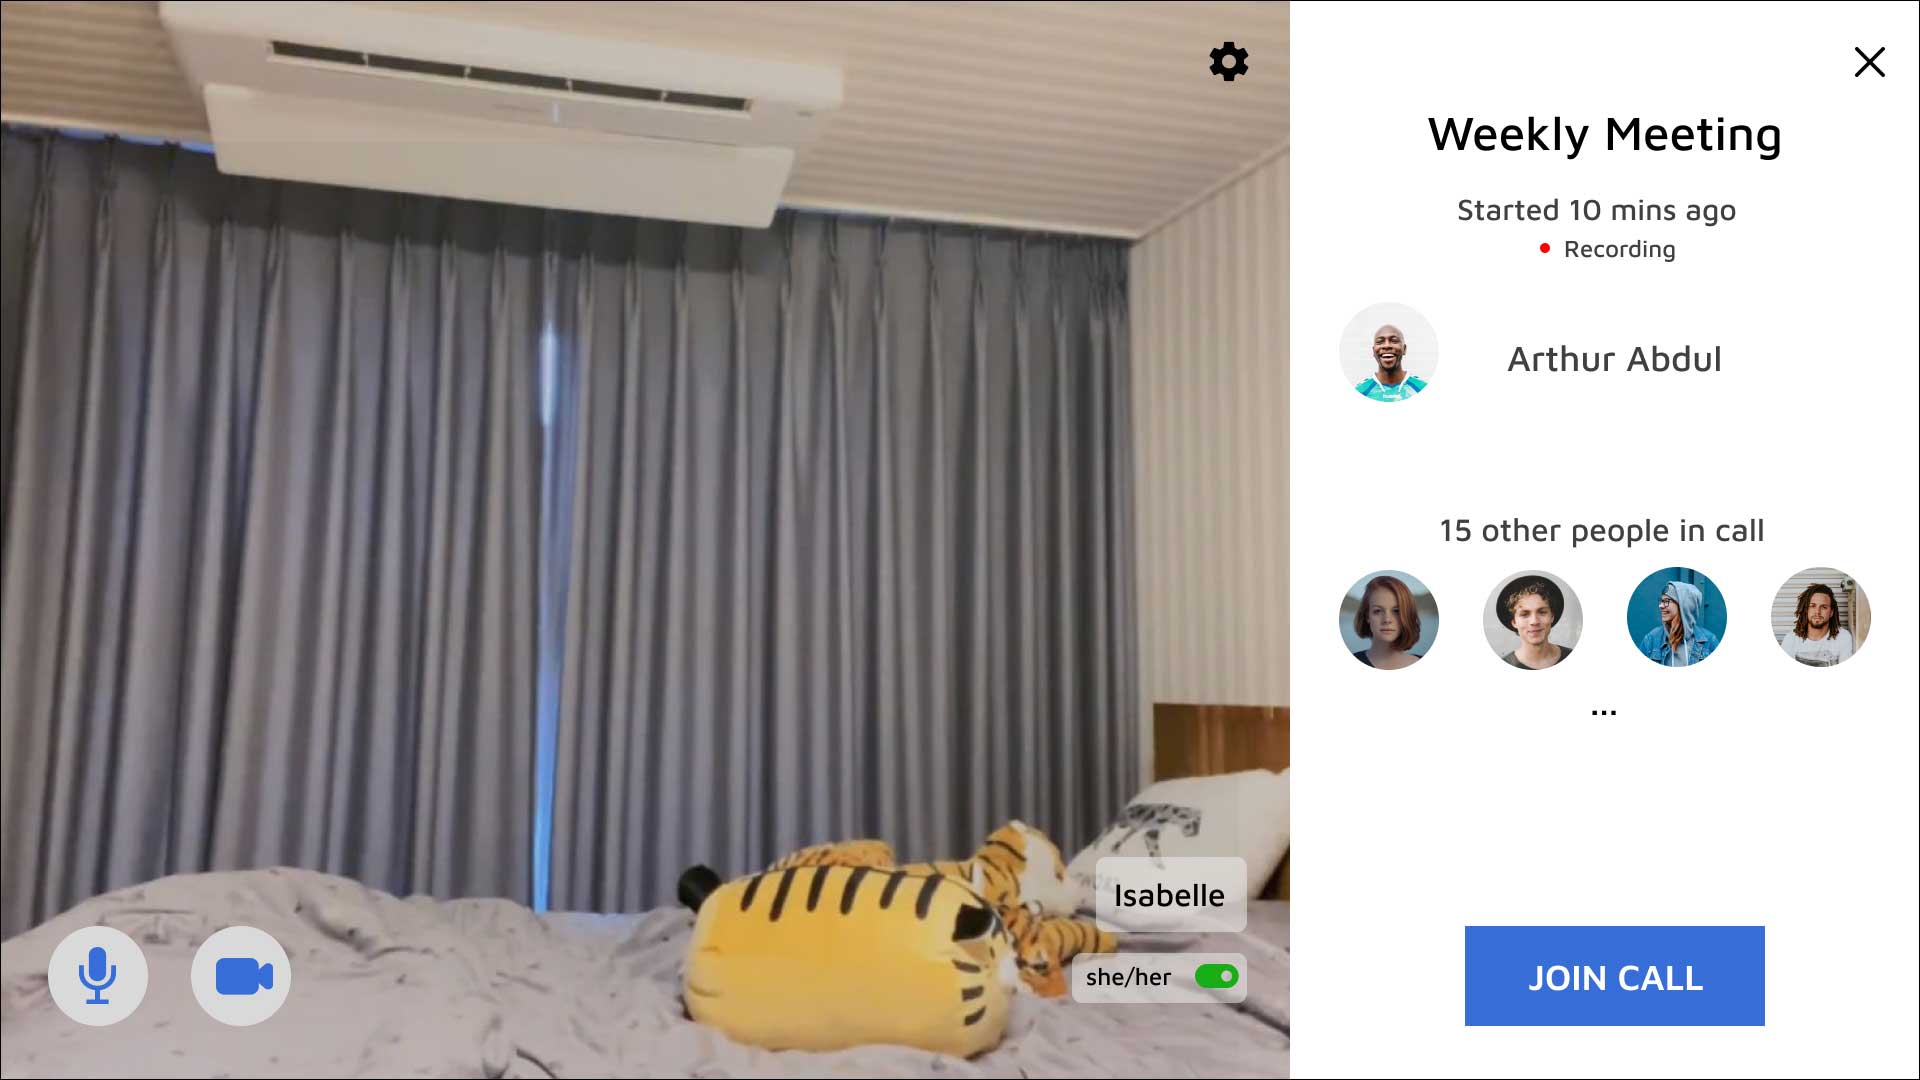 Weekly Meeting
Started 10 mins ago
Recording
Arthur Abdul
15 other people in call
...
Isabelle
she/her
JOIN CALL